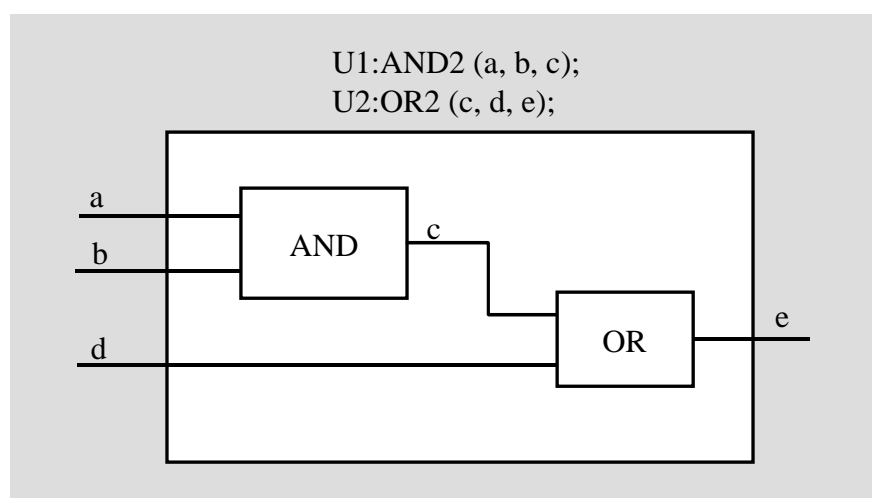 U1:AND2 (a, b, c);
U2:OR2 (c, d, e);
a
AND
c
b
OR
e
d